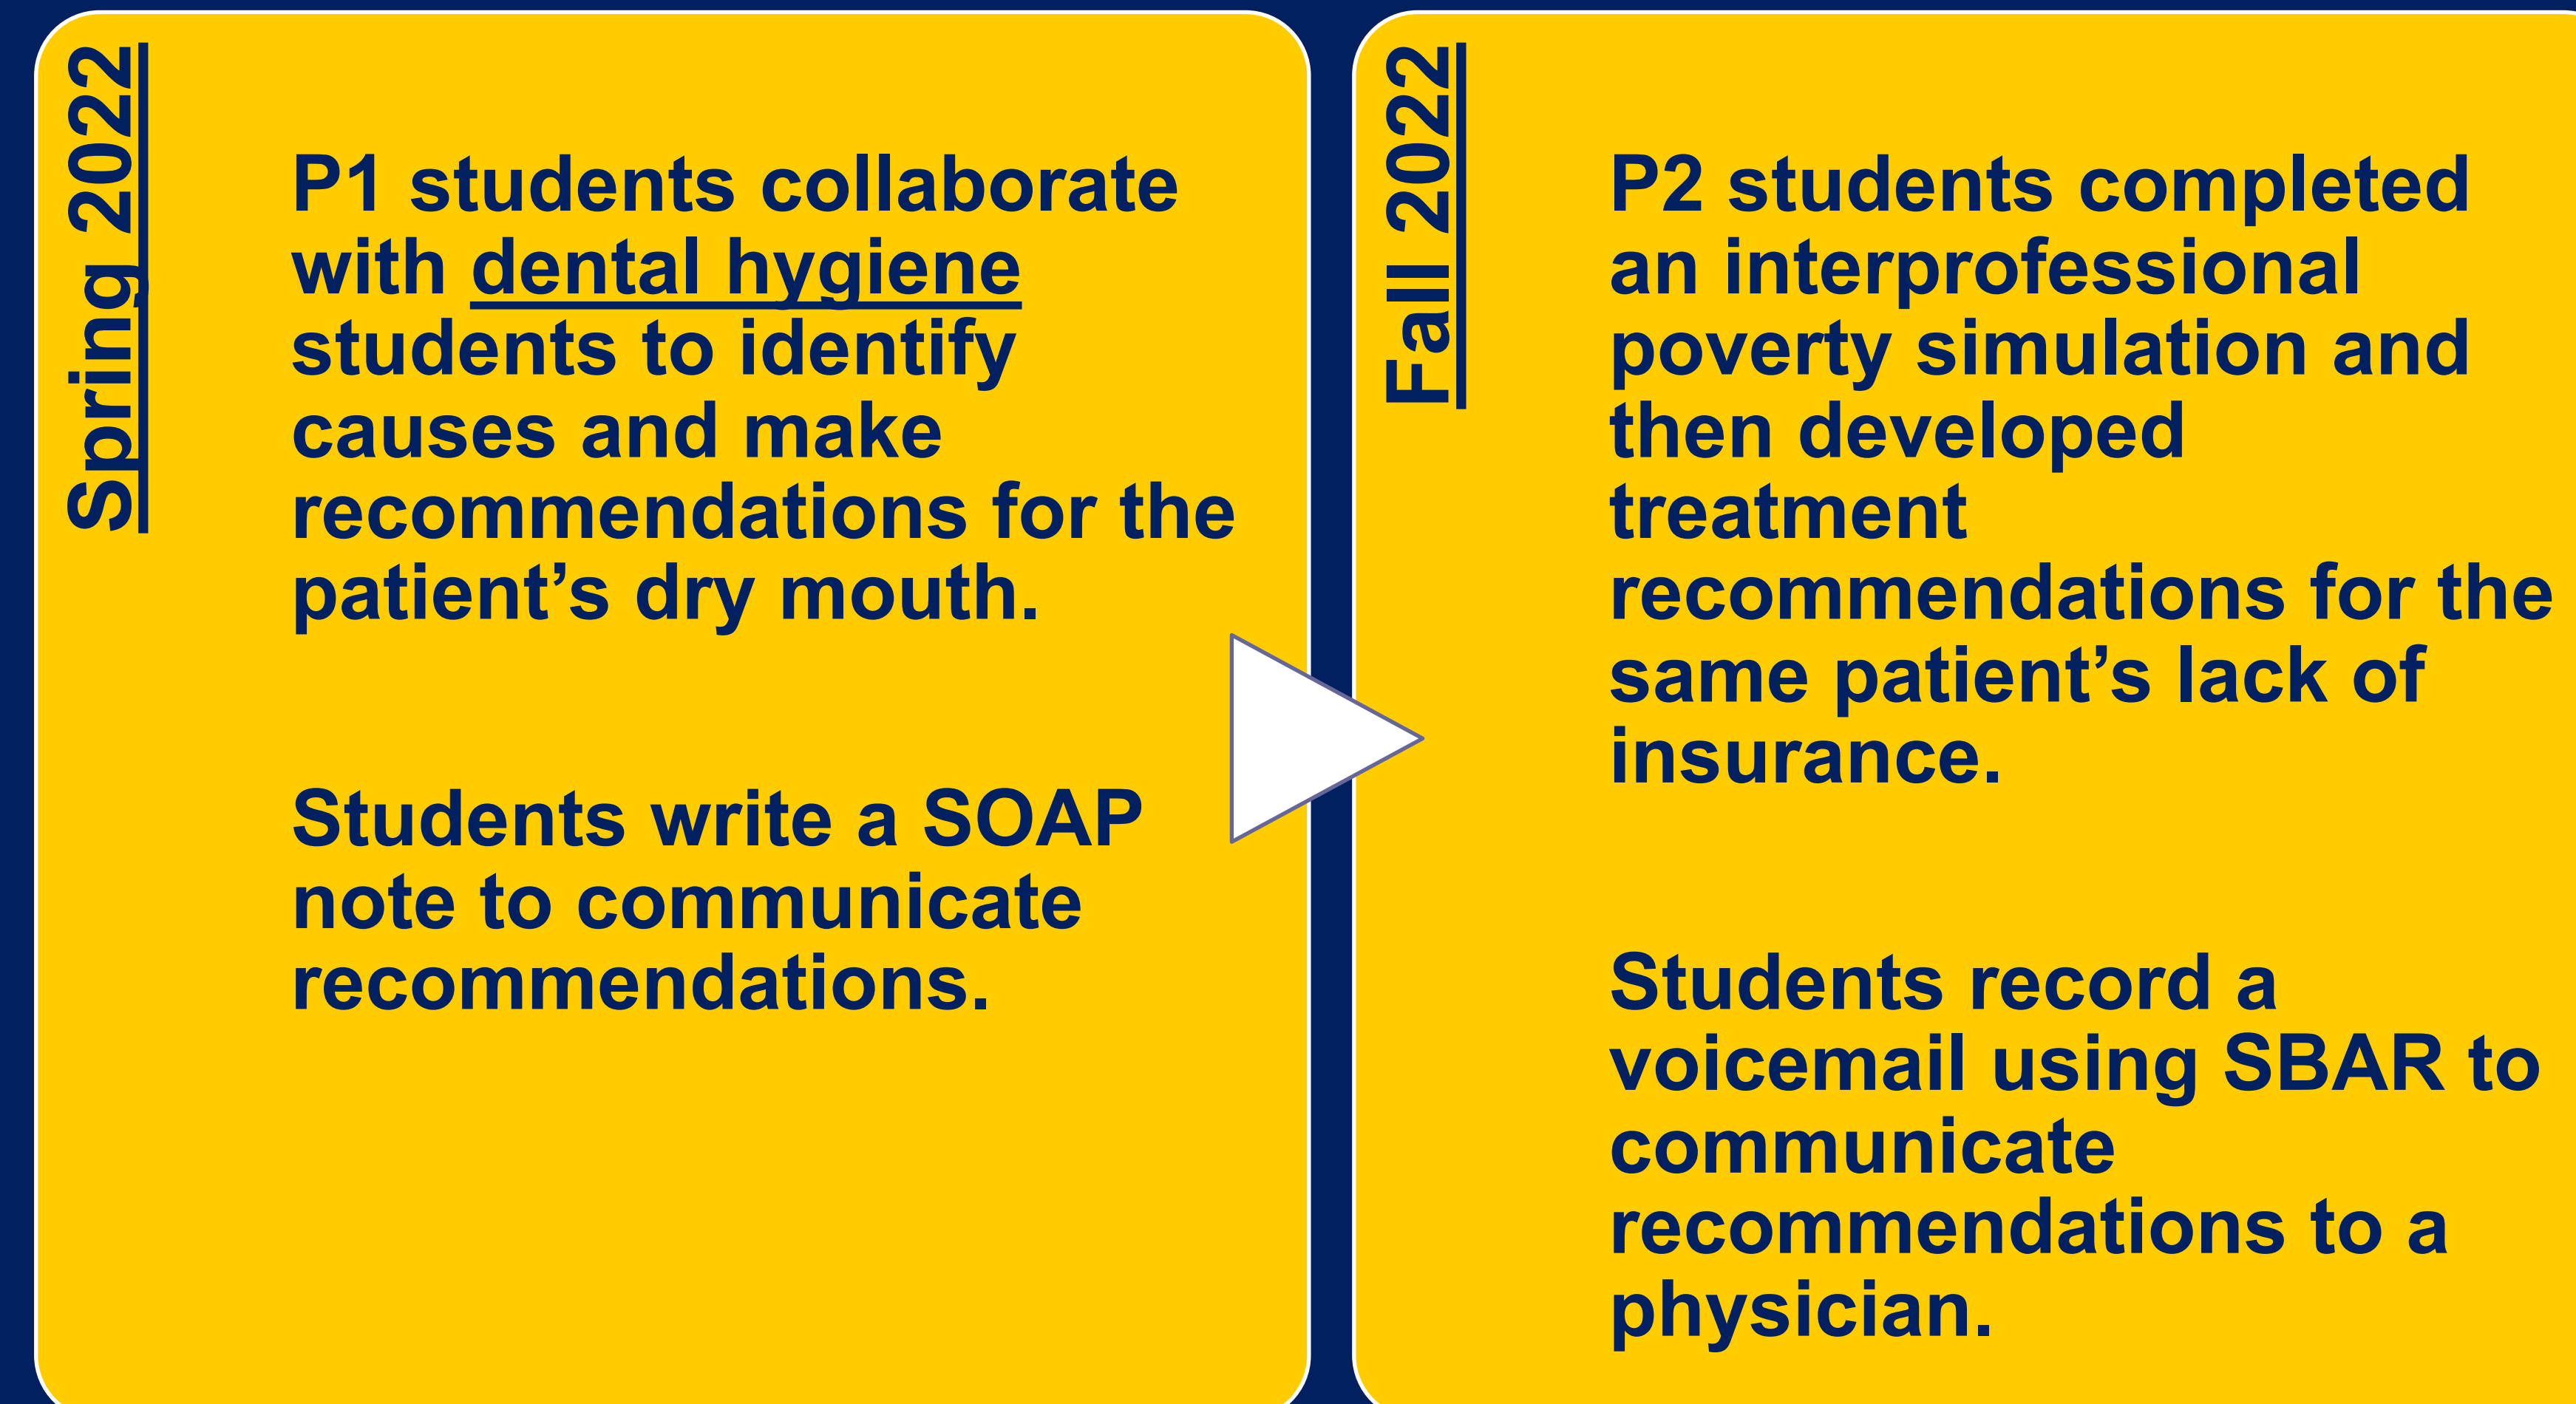 Spring 2022
P1 students collaborate
with dental hygiene
students to identify
causes and make
recommendations for the
patient’s dry mouth.
Students write a SOAP
note to communicate
recommendations.
Fall 2022
P2 students completed
an interprofessional
poverty simulation and
then developed
treatment
recommendations for the
same patient’s lack of
insurance.
Students record a
voicemail using SBAR to
communicate
recommendations to a
physician.